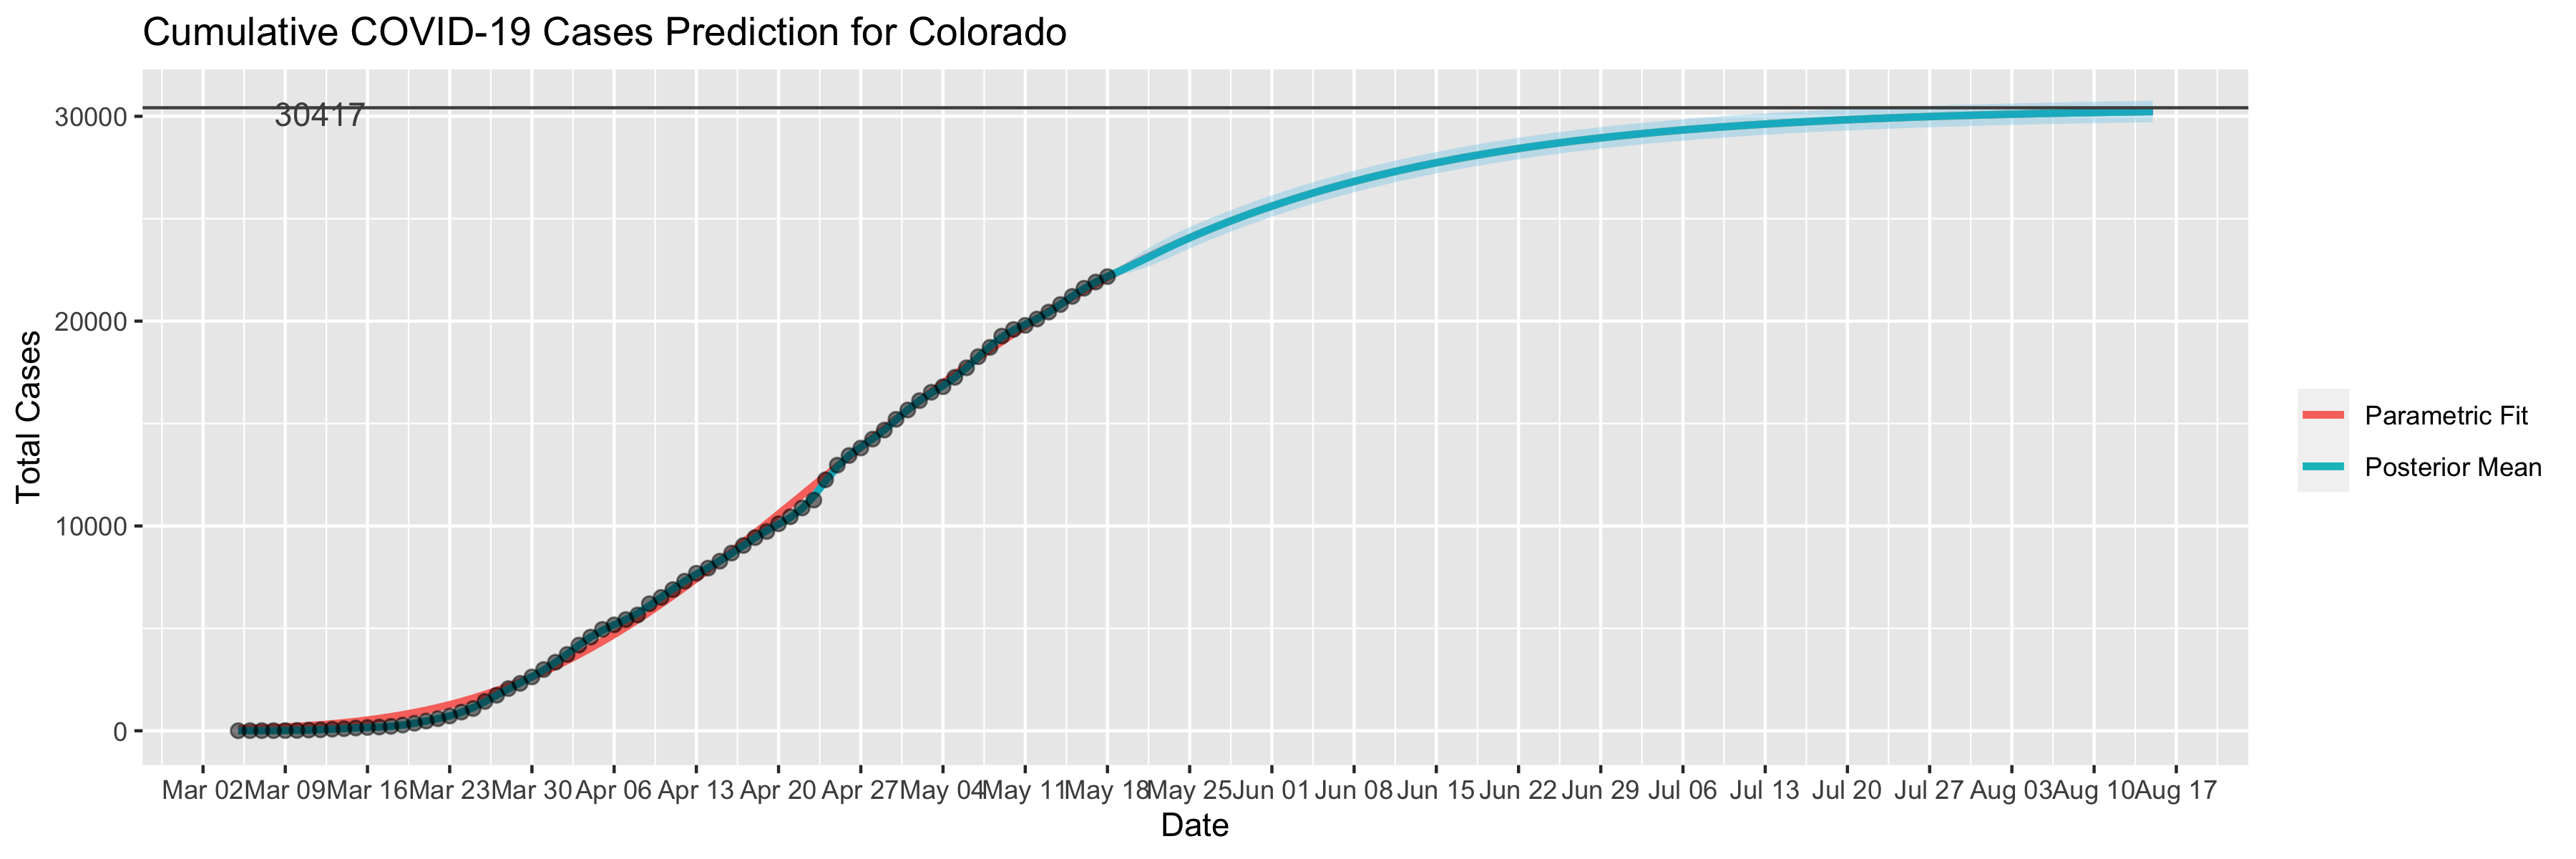 Cumulative COVID-19 Cases Prediction for Colorado
30417
30000
20000
10000
0
Total Cases
Mar 02 Mar 09 Mar 16 Mar 23 Mar 30 Apr 06 Apr 13 Apr 20 Apr 27 May 04 May 11 May 18 May 25 Jun 01 Jun 08 Jun 15 Jun 22 Jun 29 Jul 06 Jul 13 Jul 20 Jul 27 Aug 03 Aug 10 Aug 17
Date
Parametric Fit
Posterior Mean